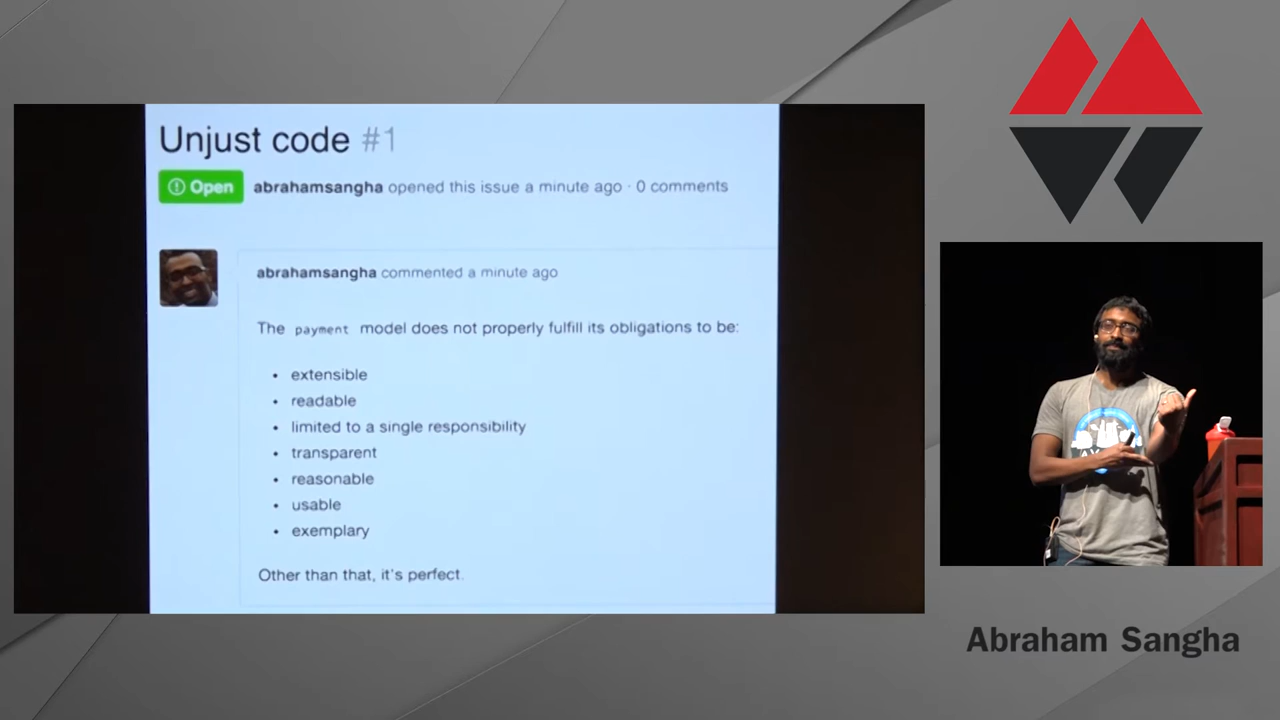 Unjust code #1
Open abrahamsangha opened this issue a minute ago · 0 comments
abrahamsangha commented a minute ago
The payment model does not properly fulfill its obligations to be:
• extensible
• readable
• limited to a single responsibility
• transparent
• reasonable
• usable
• exemplary
Other than that, it's perfect.
Abraham Sangha